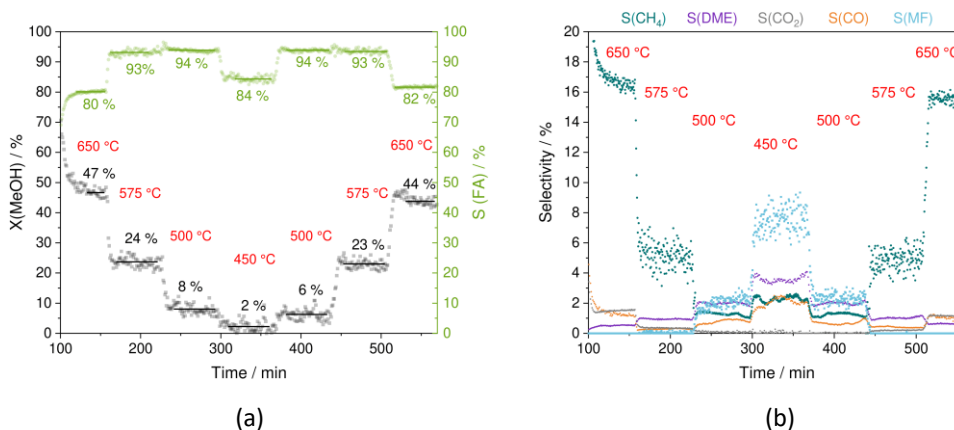 X(MeOH) / %
100
90
80
70
60
50
40
30
20
10
0
93%
94 %
94 %
93%
80 %
84 %
82 %
650 °C
650 °C
47 %
575 °C
575 °C
44 %
24 %
500 °C
500 °C
23 %
450 °C
8 %
6 %
2 %
100
90
80
70
60
50
40
30
20
10
0
S (FA) / %
100 200 300 400 500
Time / min
(a)
S(CH₄) S(DME) S(CO₂) S(CO) S(MF)
Selectivity / %
20
18
16
14
12
10
8
6
4
2
0
650 °C
650 °C
575 °C
575 °C
500 °C
500 °C
450 °C
100 200 300 400 500
Time / min
(b)